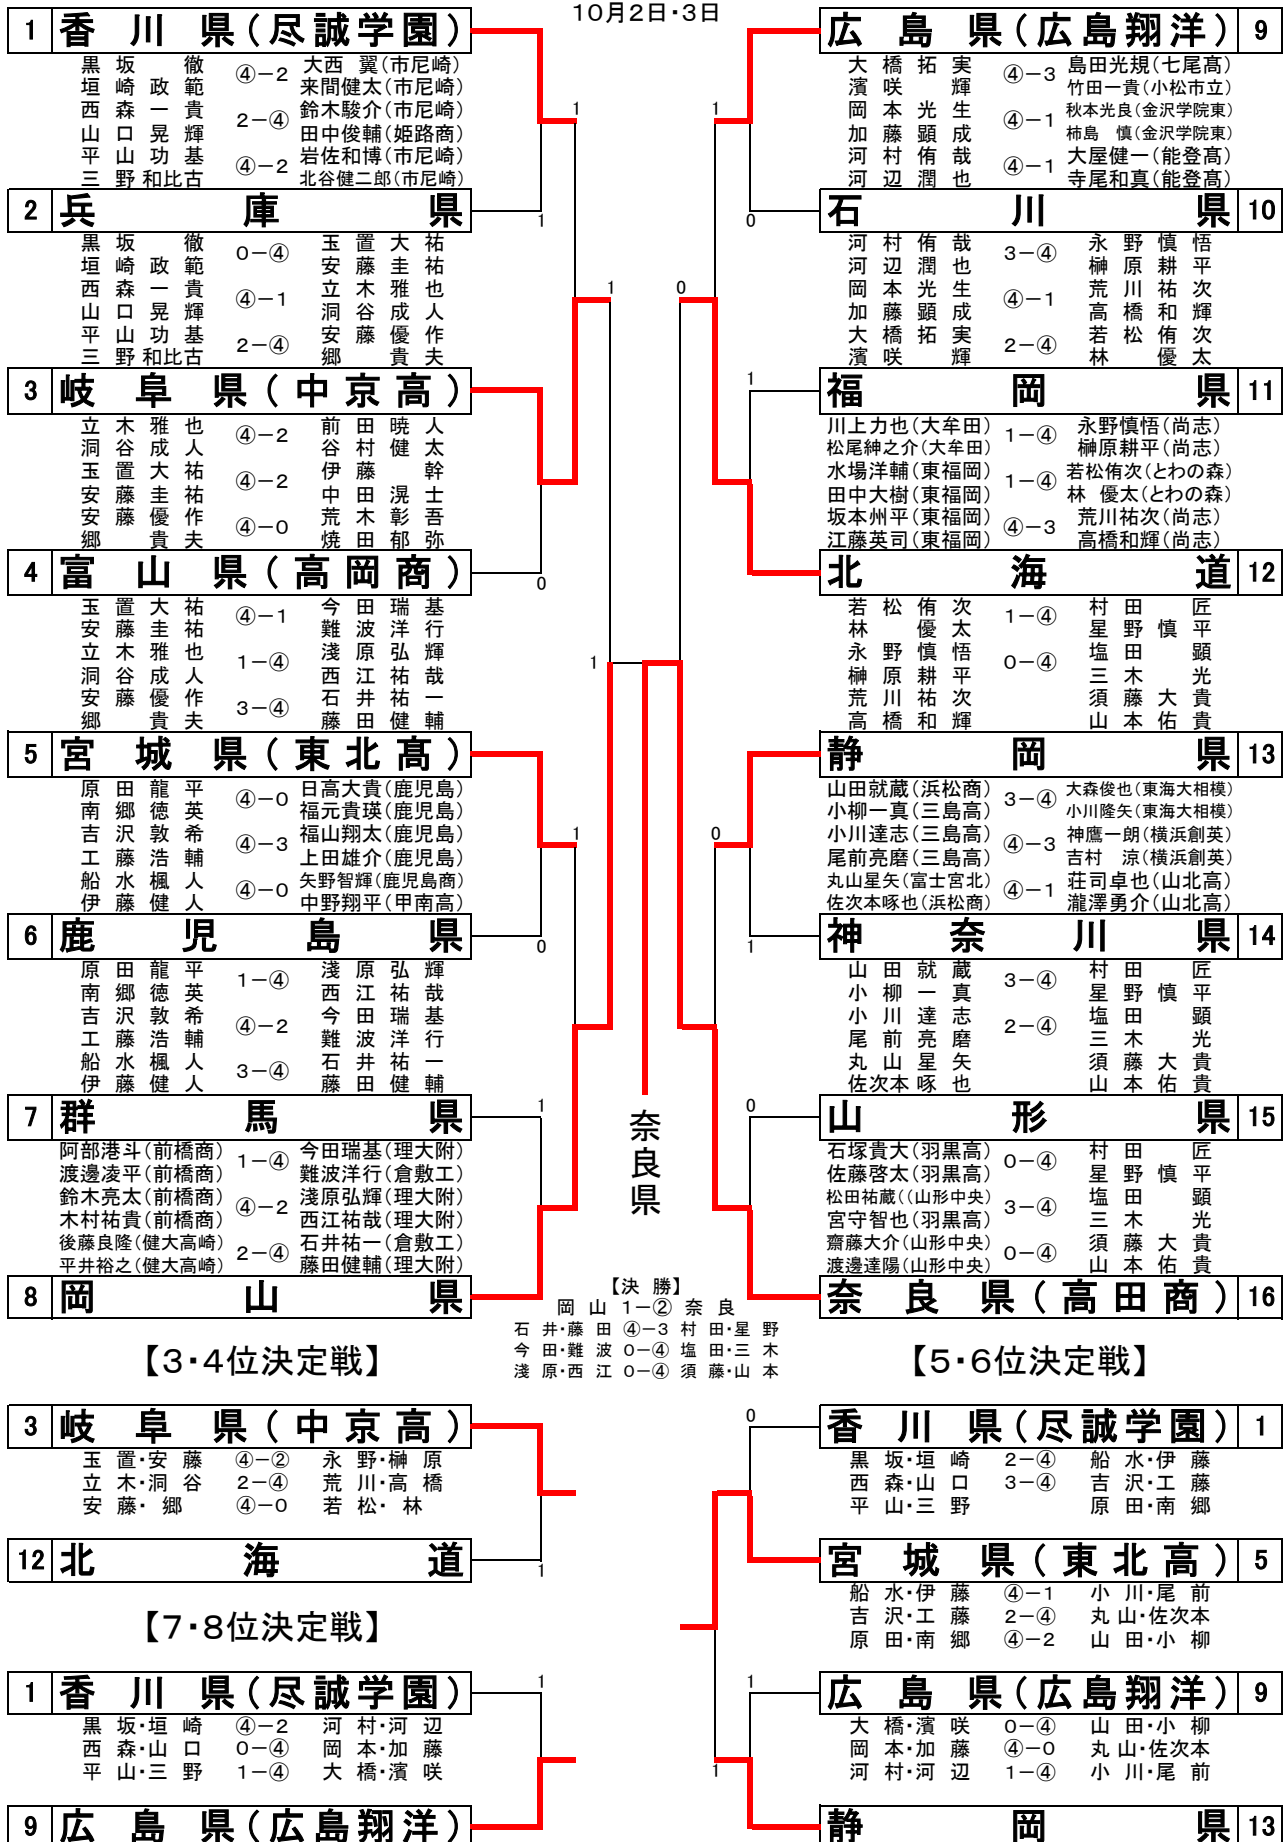 10月2日・3日
1 香川県(尽誠学園)
黒坂徹 ④－2 大西翼(市尼崎)
垣崎政範 来間健太(市尼崎)
西森一貴 2－④ 鈴木駿介(市尼崎)
山口晃輝 田中俊輔(姫路商)
平山功基 ④－2 岩佐和博(市尼崎)
三野和比古 北谷健二郎(市尼崎)
1
1
2 兵庫県
黒坂徹 0－④ 玉置大祐
垣崎政範 安藤圭祐
西森一貴 ④－1 立木雅也
山口晃輝 洞谷成人
平山功基 2－④ 安藤優作
三野和比古 郷貴夫
1
3 岐阜県(中京高)
立木雅也 ④－2 前田暁人
洞谷成人 谷村健太
玉置大祐 ④－2 伊藤幹
安藤圭祐 中田滉士
安藤優作 ④－0 荒木彰吾
郷貴夫 焼田郁弥
4 富山県(高岡商)
0
玉置大祐 ④－1 今田瑞基
安藤圭祐 難波洋行
立木雅也 1－④ 淺原弘輝
洞谷成人 西江祐哉
安藤優作 3－④ 石井祐一
郷貴夫 藤田健輔
1
5 宮城県(東北高)
原田龍平 ④－0 日高大貴(鹿児島)
南郷徳英 福元貴瑛(鹿児島)
吉沢敦希 ④－3 福山翔太(鹿児島)
工藤浩輔 上田雄介(鹿児島)
船水楓人 ④－0 矢野智輝(鹿児島商)
伊藤健人 中野翔平(甲南高)
1
6 鹿児島県
0
原田龍平 1－④ 淺原弘輝
南郷徳英 西江祐哉
吉沢敦希 ④－2 今田瑞基
工藤浩輔 難波洋行
船水楓人 3－④ 石井祐一
伊藤健人 藤田健輔
7 群馬県
1
阿部港斗(前橋商) 1－④ 今田瑞基(理大附)
渡邊凌平(前橋商) 難波洋行(倉敷工)
鈴木亮太(前橋商) ④－2 淺原弘輝(理大附)
木村祐貴(前橋商) 西江祐哉(理大附)
後藤良隆(健大高崎) 2－④ 石井祐一(倉敷工)
平井裕之(健大高崎) 藤田健輔(理大附)
8 岡山県
広島県(広島翔洋) 9
大橋拓実 ④－3 島田光規(七尾高)
濱咲輝 竹田一貴(小松市立)
岡本光生 ④－1 秋本光良(金沢学院東)
加藤顕成 柿島慎(金沢学院東)
河村侑哉 ④－1 大屋健一(能登高)
河辺潤也 寺尾和真(能登高)
1
石川県 10
0
河村侑哉 3－④ 永野慎悟
河辺潤也 榊原耕平
岡本光生 ④－1 荒川祐次
加藤顕成 高橋和輝
大橋拓実 2－④ 若松侑次
濱咲輝 林優太
0
福岡県 11
1
川上力也(大牟田) 1－④ 永野慎悟(尚志)
松尾紳之介(大牟田) 榊原耕平(尚志)
水場洋輔(東福岡) 1－④ 若松侑次(とわの森)
田中大樹(東福岡) 林優太(とわの森)
坂本州平(東福岡) ④－3 荒川祐次(尚志)
江藤英司(東福岡) 高橋和輝(尚志)
北海道 12
若松侑次 1－④ 村田匠
林優太 星野慎平
永野慎悟 0－④ 塩田顕
榊原耕平 三木光
荒川祐次 須藤大貴
高橋和輝 山本佑貴
静岡県 13
山田就蔵(浜松商) 3－④ 大森俊也(東海大相模)
小柳一真(三島高) 小川隆矢(東海大相模)
小川達志(三島高) ④－3 神鷹一朗(横浜創英)
尾前亮磨(三島高) 吉村涼(横浜創英)
丸山星矢(富士宮北) ④－1 荘司卓也(山北高)
佐次本啄也(浜松商) 瀧澤勇介(山北高)
0
神奈川県 14
1
山田就蔵 3－④ 村田匠
小柳一真 星野慎平
小川達志 2－④ 塩田顕
尾前亮磨 三木光
丸山星矢 須藤大貴
佐次本啄也 山本佑貴
山形県 15
0
石塚貴大(羽黒高) 0－④ 村田匠
佐藤啓太(羽黒高) 星野慎平
松田祐蔵((山形中央) 3－④ 塩田顕
宮守智也(羽黒高) 三木光
齋藤大介(山形中央) 0－④ 須藤大貴
渡邊達陽(山形中央) 山本佑貴
奈良県(高田商) 16
奈良県
【決勝】
岡山 1－② 奈良
石井・藤田 ④－3 村田・星野
今田・難波 0－④ 塩田・三木
淺原・西江 0－④ 須藤・山本
【3・4位決定戦】
3 岐阜県(中京高)
玉置・安藤 ④－② 永野・榊原
立木・洞谷 2－④ 荒川・高橋
安藤・郷 ④－0 若松・林
12 北海道
1
【7・8位決定戦】
1 香川県(尽誠学園)
1
黒坂・垣崎 ④－2 河村・河辺
西森・山口 0－④ 岡本・加藤
平山・三野 1－④ 大橋・濱咲
9 広島県(広島翔洋)
【5・6位決定戦】
0
香川県(尽誠学園) 1
黒坂・垣崎 2－④ 船水・伊藤
西森・山口 3－④ 吉沢・工藤
平山・三野 原田・南郷
宮城県(東北高) 5
船水・伊藤 ④－1 小川・尾前
吉沢・工藤 2－④ 丸山・佐次本
原田・南郷 ④－2 山田・小柳
1
広島県(広島翔洋) 9
大橋・濱咲 0－④ 山田・小柳
岡本・加藤 ④－0 丸山・佐次本
河村・河辺 1－④ 小川・尾前
1
静岡県 13